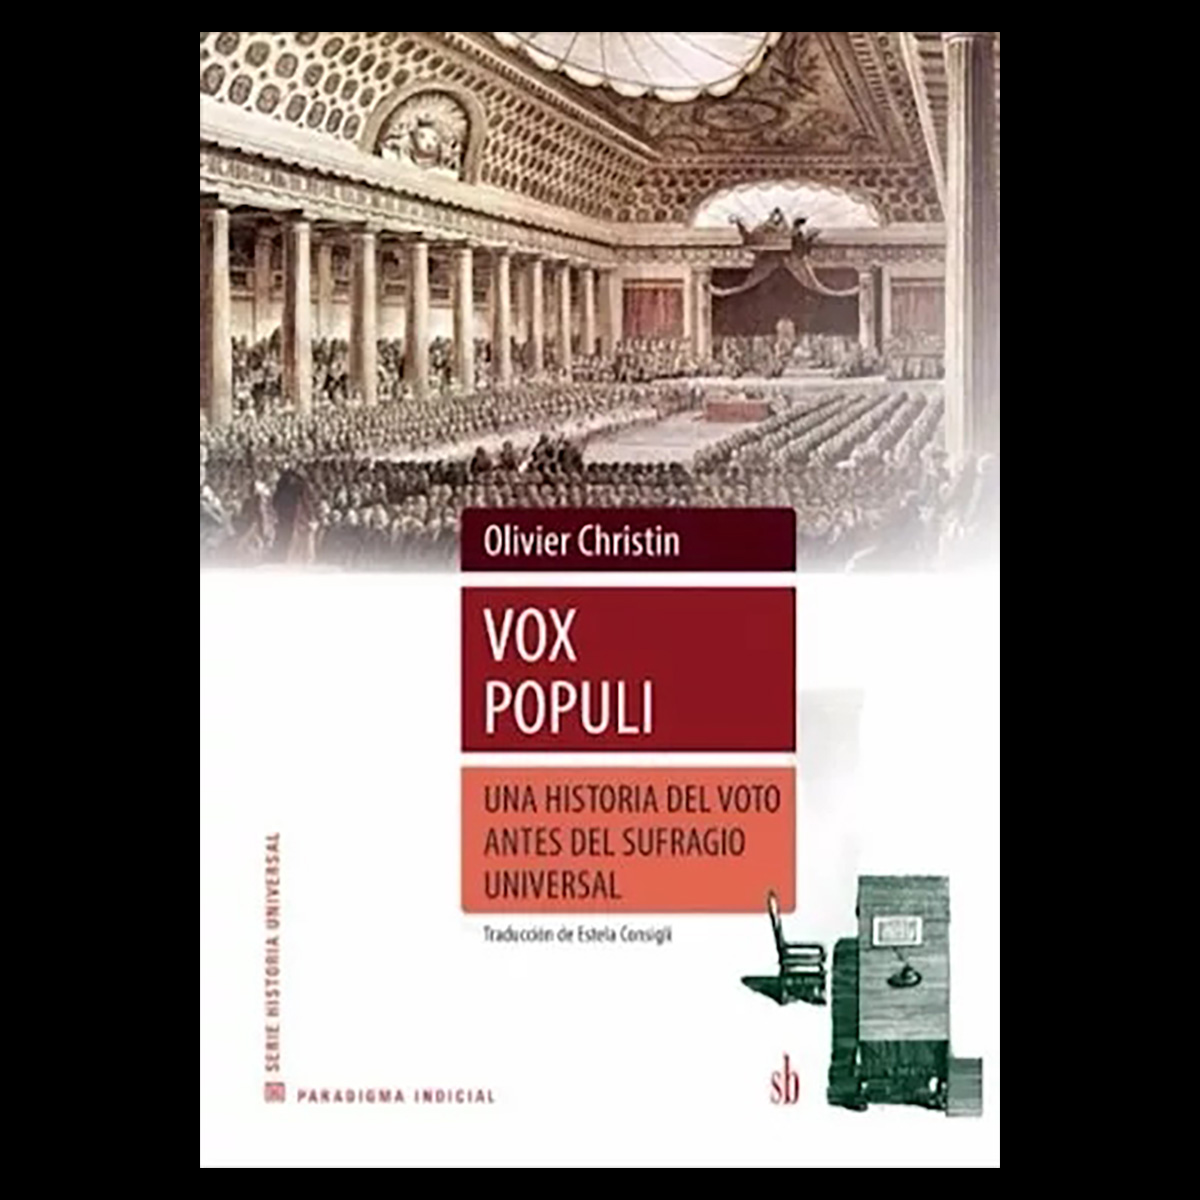 Olivier Christin
VOX
POPULI
UNA HISTORIA DEL VOTO
ANTES DEL SUFRAGIO
UNIVERSAL
Traducción de Estela Consigli
SERIE HISTORIA UNIVERSAL
PARADIGMA INDICIAL
sb